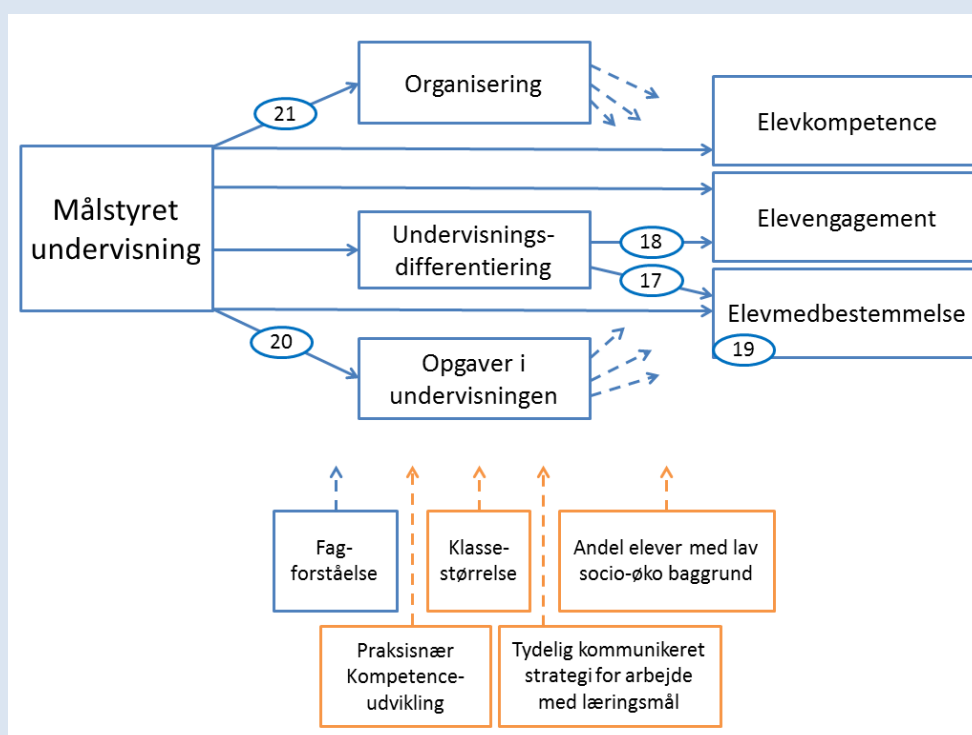 Organisering
21
Elevkompetence
Målstyret
undervisning
Elevengagement
Undervisnings-
differentiering
18
17
Elevmedbestemmelse
19
20
Opgaver i
undervisningen
Fag-
forståelse
Klasse-
størrelse
Andel elever med lav
socio-øko baggrund
Praksisnær
Kompetence-
udvikling
Tydelig kommunikeret
strategi for arbejde
med læringsmål